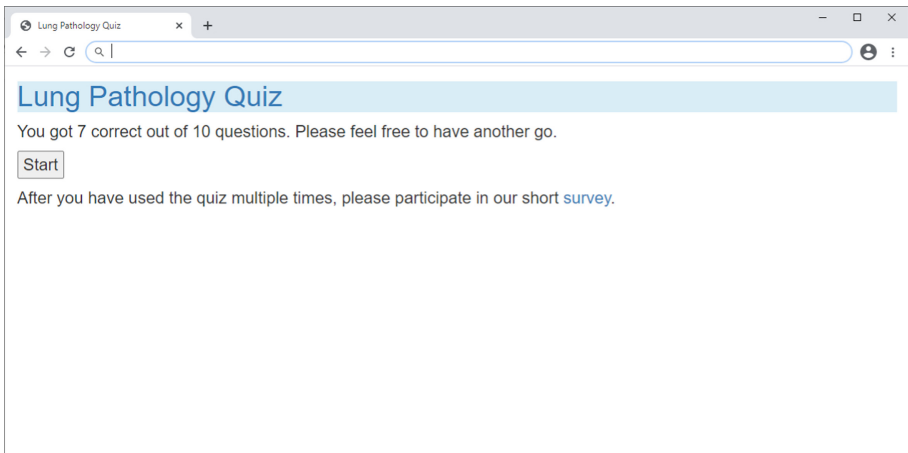 Lung Pathology Quiz
Lung Pathology Quiz
You got 7 correct out of 10 questions. Please feel free to have another go.
Start
After you have used the quiz multiple times, please participate in our short survey.